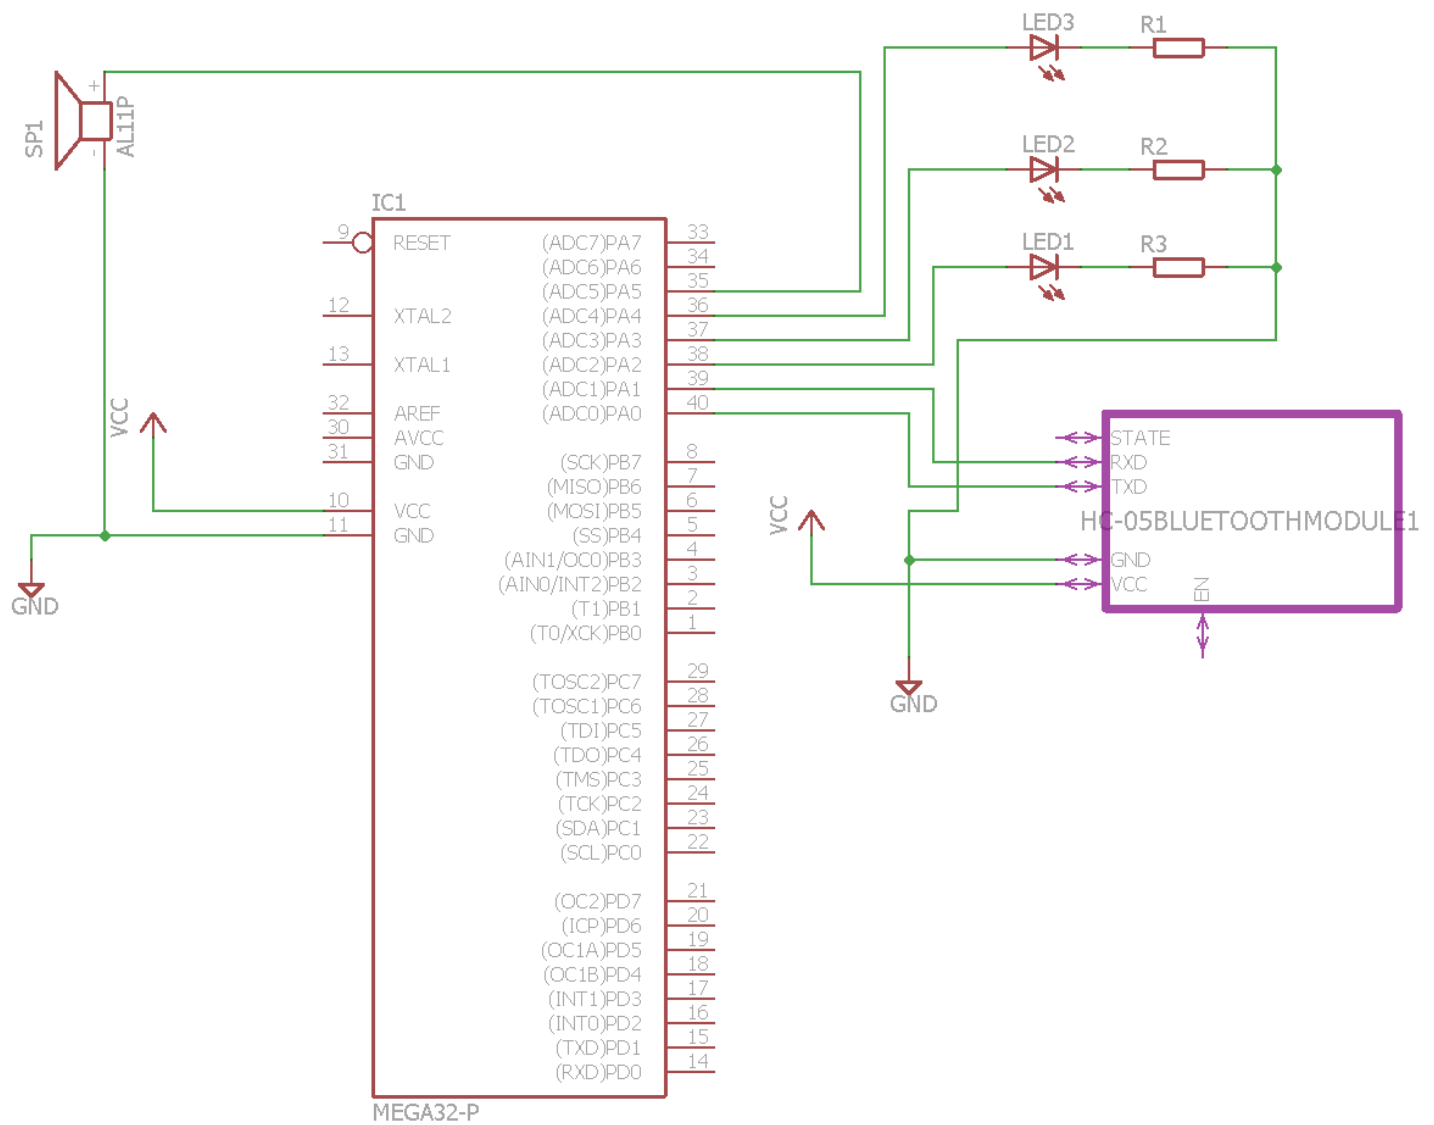 LED3 R1
LED2 R2
LED1 R3
SP1
+
-
AL11P
IC1
9 RESET
12 XTAL2
13 XTAL1
32 AREF
30 AVCC
31 GND
10 VCC
11 GND
VCC
GND
(ADC7)PA7 33
(ADC6)PA6 34
(ADC5)PA5 35
(ADC4)PA4 36
(ADC3)PA3 37
(ADC2)PA2 38
(ADC1)PA1 39
(ADC0)PA0 40
(SCK)PB7 8
(MISO)PB6 7
(MOSI)PB5 6
(SS)PB4 5
(AIN1/OC0)PB3 4
(AIN0/INT2)PB2 3
(T1)PB1 2
(T0/XCK)PB0 1
(TOSC2)PC7 29
(TOSC1)PC6 28
(TDI)PC5 27
(TDO)PC4 26
(TMS)PC3 25
(TCK)PC2 24
(SDA)PC1 23
(SCL)PC0 22
(OC2)PD7 21
(ICP)PD6 20
(OC1A)PD5 19
(OC1B)PD4 18
(INT1)PD3 17
(INT0)PD2 16
(TXD)PD1 15
(RXD)PD0 14
MEGA32-P
STATE
RXD
TXD
HC-05BLUETOOTHMODULE1
GND
VCC
EN
VCC
GND